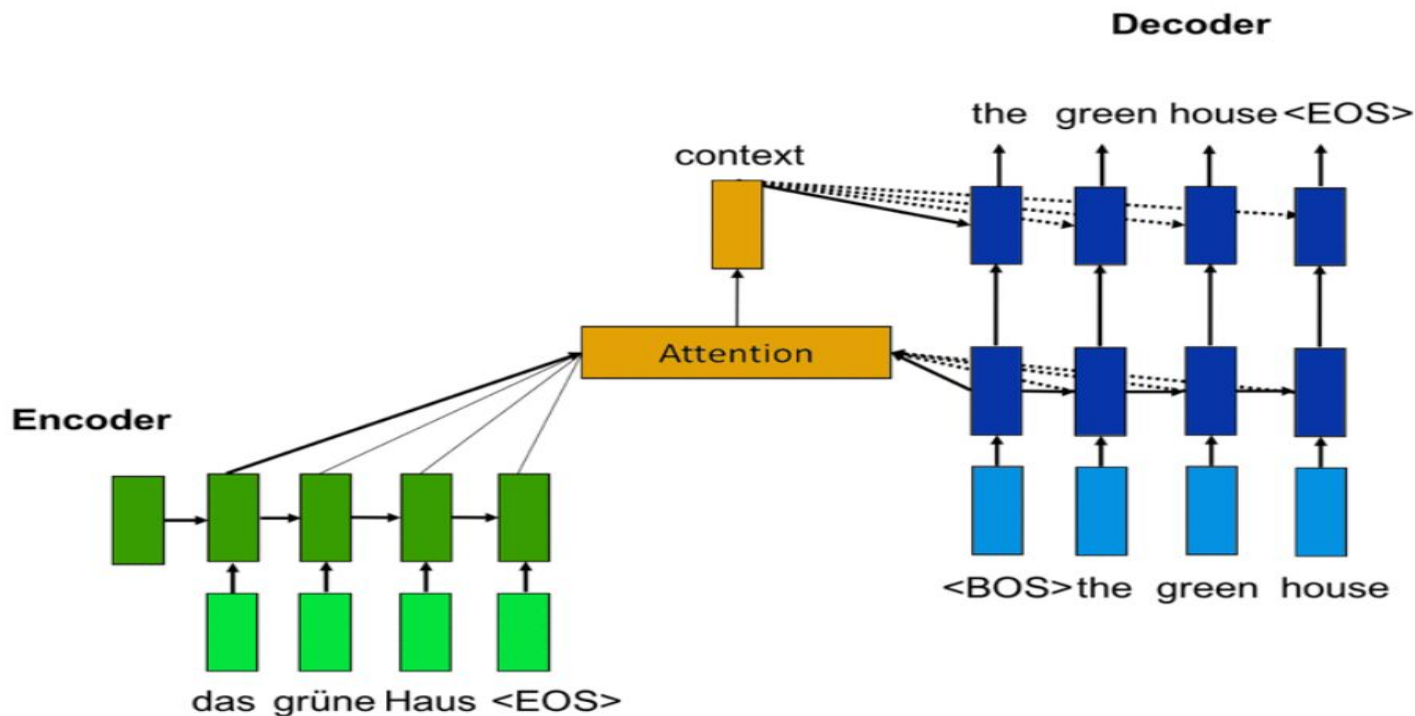 Decoder
the green house <EOS>
context
Attention
Encoder
<BOS> the green house
das grüne Haus <EOS>